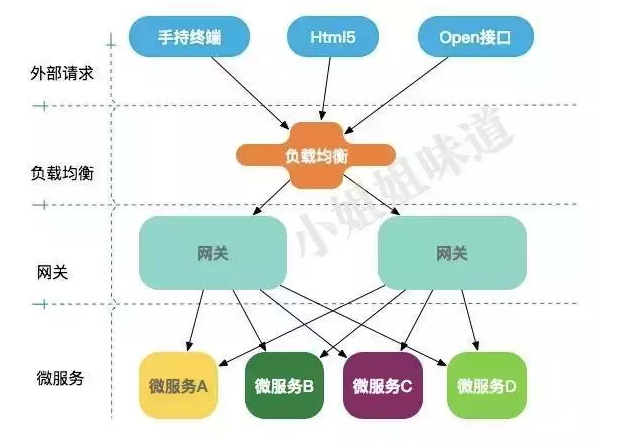 手持终端
Html5
Open接口
外部请求
负载均衡
负载均衡
小姐姐味道
网关
网关
网关
微服务
微服务A
微服务B
微服务C
微服务D